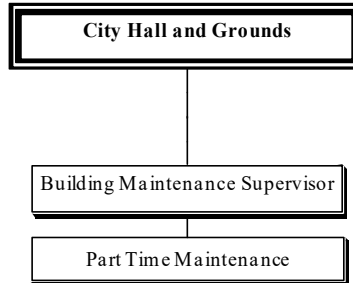 City Hall and Grounds
Building Maintenance Supervisor
Part Time Maintenance